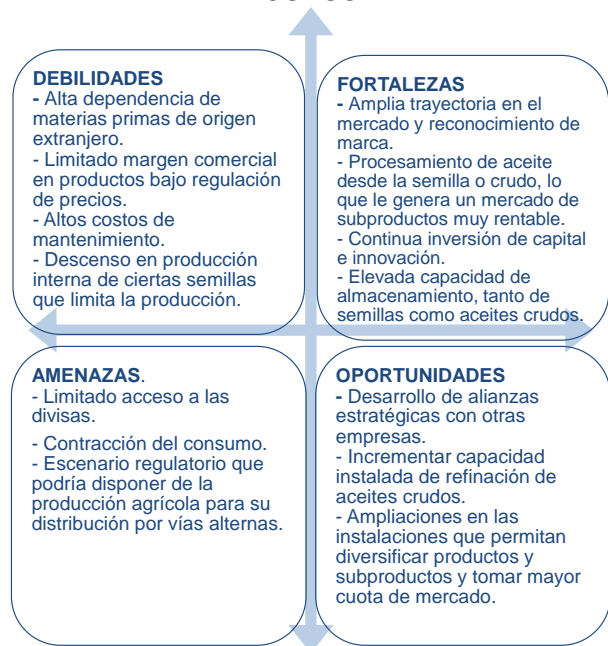 DEBILIDADES
- Alta dependencia de
materias primas de origen
extranjero.
- Limitado margen comercial
en productos bajo regulación
de precios.
- Altos costos de
mantenimiento.
- Descenso en producción
interna de ciertas semillas
que limita la producción.
FORTALEZAS
- Amplia trayectoria en el
mercado y reconocimiento de
marca.
- Procesamiento de aceite
desde la semilla o crudo, lo
que le genera un mercado de
subproductos muy rentable.
- Continua inversión de capital
e innovación.
- Elevada capacidad de
almacenamiento, tanto de
semillas como aceites crudos.
AMENAZAS.
- Limitado acceso a las
divisas.
- Contracción del consumo.
- Escenario regulatorio que
podría disponer de la
producción agrícola para su
distribución por vías alternas.
OPORTUNIDADES
- Desarrollo de alianzas
estratégicas con otras
empresas.
- Incrementar capacidad
instalada de refinación de
aceites crudos.
- Ampliaciones en las
instalaciones que permitan
diversificar productos y
subproductos y tomar mayor
cuota de mercado.